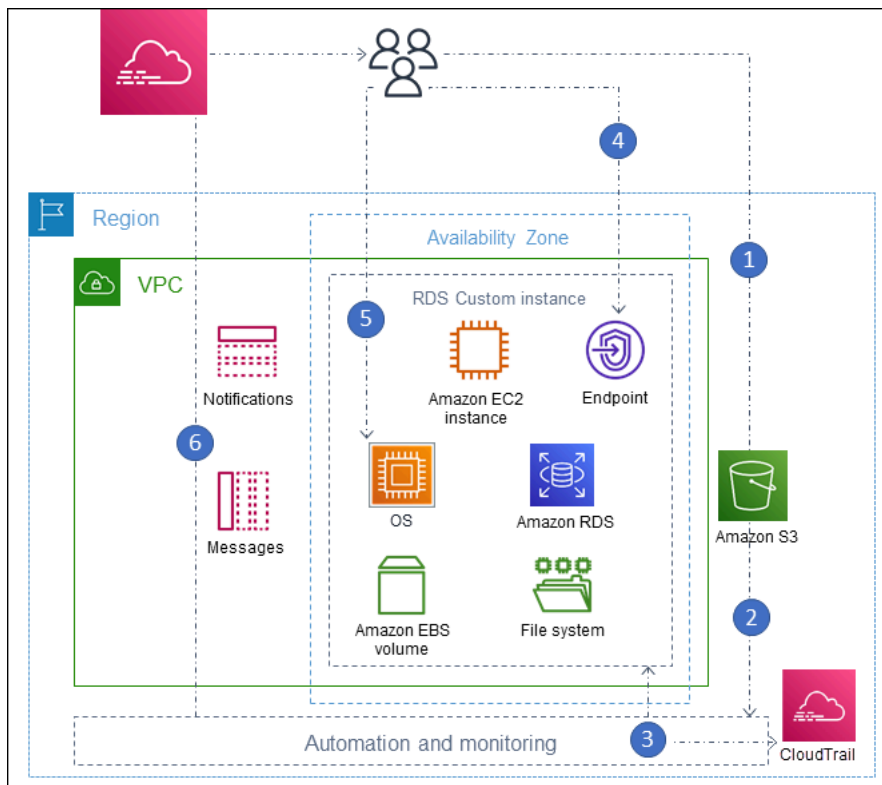 4
Region
Availability Zone
1
VPC
RDS Custom instance
5
Notifications
Amazon EC2
instance
Endpoint
6
OS
Amazon RDS
Amazon S3
Messages
Amazon EBS
volume
File system
2
Automation and monitoring
3
CloudTrail